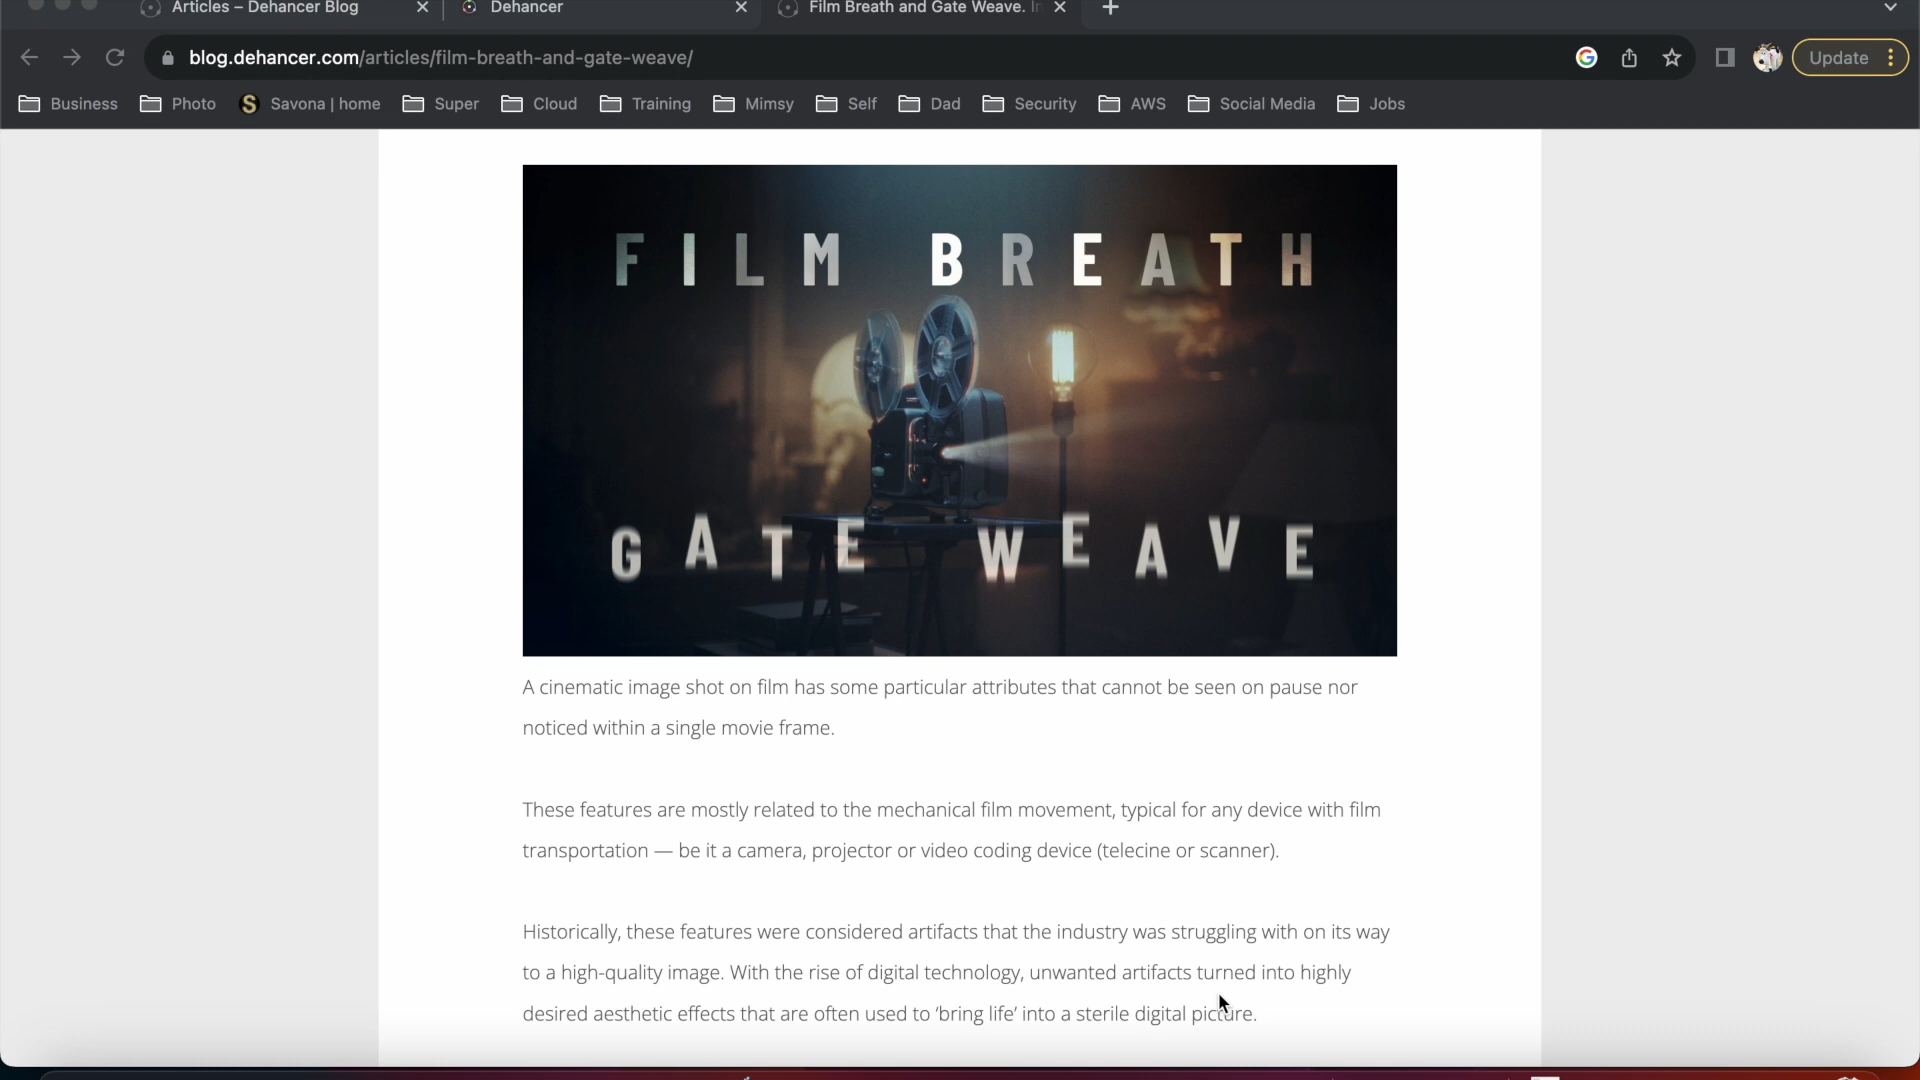 Articles – Dehancer Blog
Dehancer
Film Breath and Gate Weave. In
blog.dehancer.com/articles/film-breath-and-gate-weave/
Update
Business Photo Savona | home Super Cloud Training Mimsy Self Dad Security AWS Social Media Jobs
FILM BREATH
GATE WEAVE
A cinematic image shot on film has some particular attributes that cannot be seen on pause nor
noticed within a single movie frame.
These features are mostly related to the mechanical film movement, typical for any device with film
transportation — be it a camera, projector or video coding device (telecine or scanner).
Historically, these features were considered artifacts that the industry was struggling with on its way
to a high-quality image. With the rise of digital technology, unwanted artifacts turned into highly
desired aesthetic effects that are often used to ‘bring life’ into a sterile digital picture.